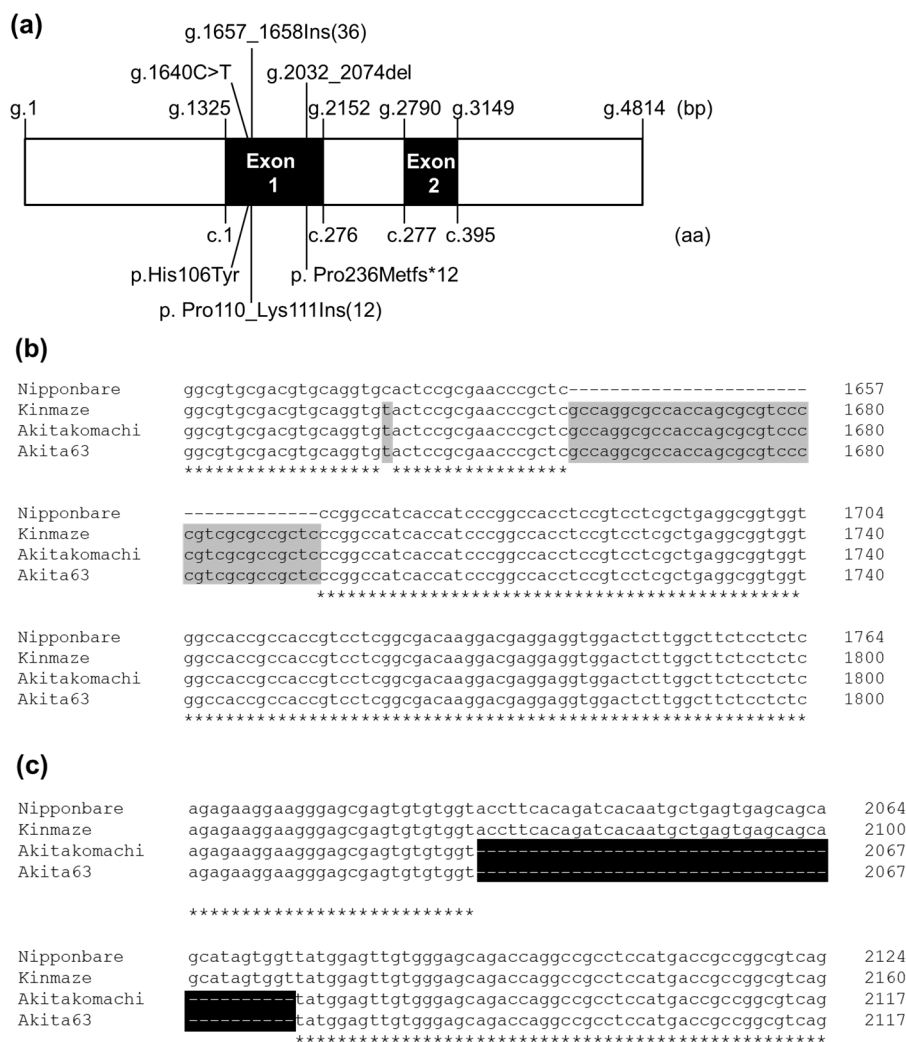 (a)
g.1657_1658Ins(36)
g.1640C>T g.2032_2074del
g.1 g.1325 g.2152 g.2790 g.3149 g.4814 (bp)
Exon 1 Exon 2
c.1 c.276 c.277 c.395 (aa)
p.His106Tyr p. Pro236Metfs*12
p. Pro110_Lys111Ins(12)
(b)
Nipponbare ggcgtgcgacgtgcaggtgcactccgcgaacccgctc----------------------- 1657
Kinmaze ggcgtgcgacgtgcaggtgtactccgcgaacccgctcgccaggcgccaccagcgcgtccc 1680
Akitakomachi ggcgtgcgacgtgcaggtgtactccgcgaacccgctcgccaggcgccaccagcgcgtccc 1680
Akita63 ggcgtgcgacgtgcaggtgtactccgcgaacccgctcgccaggcgccaccagcgcgtccc 1680
******************* *****************
Nipponbare -------------ccggccatcaccatcccggccacctccgtcctcgctgaggcggtggt 1704
Kinmaze cgtcgcgccgctcccggccatcaccatcccggccacctccgtcctcgctgaggcggtggt 1740
Akitakomachi cgtcgcgccgctcccggccatcaccatcccggccacctccgtcctcgctgaggcggtggt 1740
Akita63 cgtcgcgccgctcccggccatcaccatcccggccacctccgtcctcgctgaggcggtggt 1740
***********************************************
Nipponbare ggccaccgccaccgtcctcggcgacaaggacgaggaggtggactcttggcttctcctctc 1764
Kinmaze ggccaccgccaccgtcctcggcgacaaggacgaggaggtggactcttggcttctcctctc 1800
Akitakomachi ggccaccgccaccgtcctcggcgacaaggacgaggaggtggactcttggcttctcctctc 1800
Akita63 ggccaccgccaccgtcctcggcgacaaggacgaggaggtggactcttggcttctcctctc 1800
************************************************************
(c)
Nipponbare agagaaggaagggagcgagtgtgtggtaccttcacagatcacaatgctgagtgagcagca 2064
Kinmaze agagaaggaagggagcgagtgtgtggtaccttcacagatcacaatgctgagtgagcagca 2100
Akitakomachi agagaaggaagggagcgagtgtgtggt--------------------------------- 2067
Akita63 agagaaggaagggagcgagtgtgtggt--------------------------------- 2067
***************************
Nipponbare gcatagtggttatggagttgtgggagcagaccaggccgcctccatgaccgccggcgtcag 2124
Kinmaze gcatagtggttatggagttgtgggagcagaccaggccgcctccatgaccgccggcgtcag 2160
Akitakomachi ----------tatggagttgtgggagcagaccaggccgcctccatgaccgccggcgtcag 2117
Akita63 ----------tatggagttgtgggagcagaccaggccgcctccatgaccgccggcgtcag 2117
**************************************************